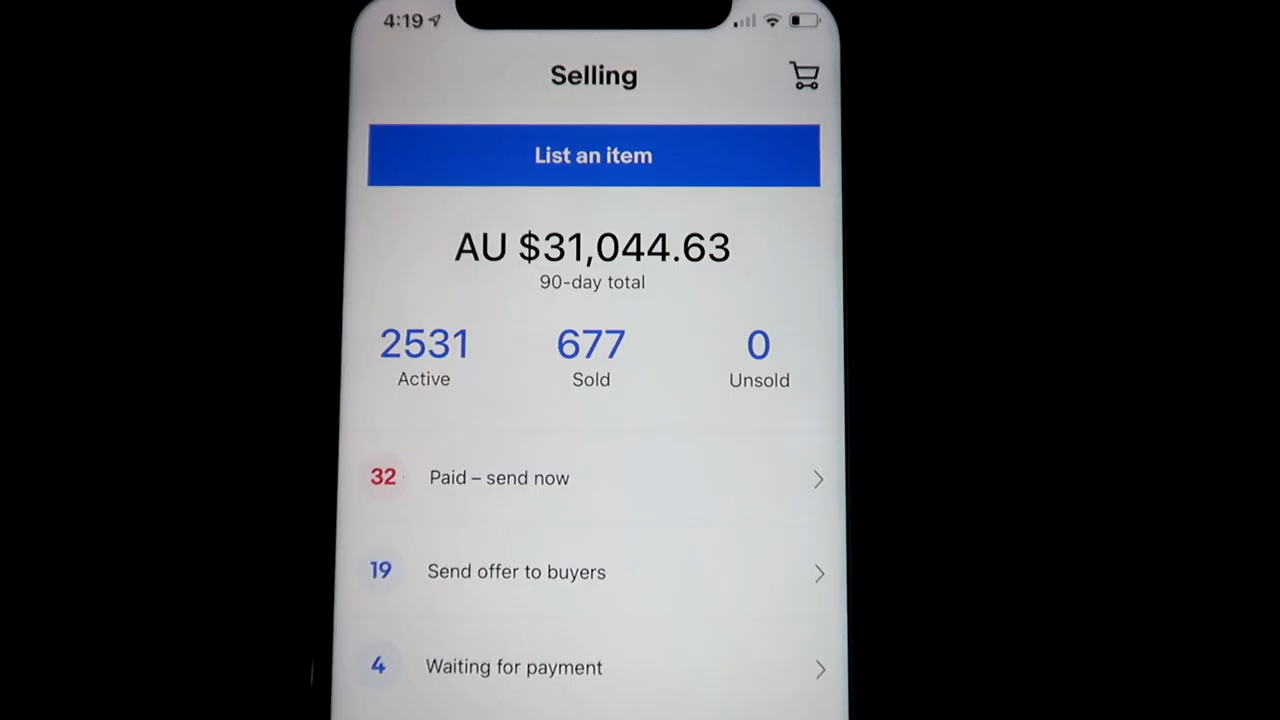 4:19
Selling
List an item
AU $31,044.63
90-day total
2531 677 0
Active Sold Unsold
32 Paid – send now
19 Send offer to buyers
4 Waiting for payment